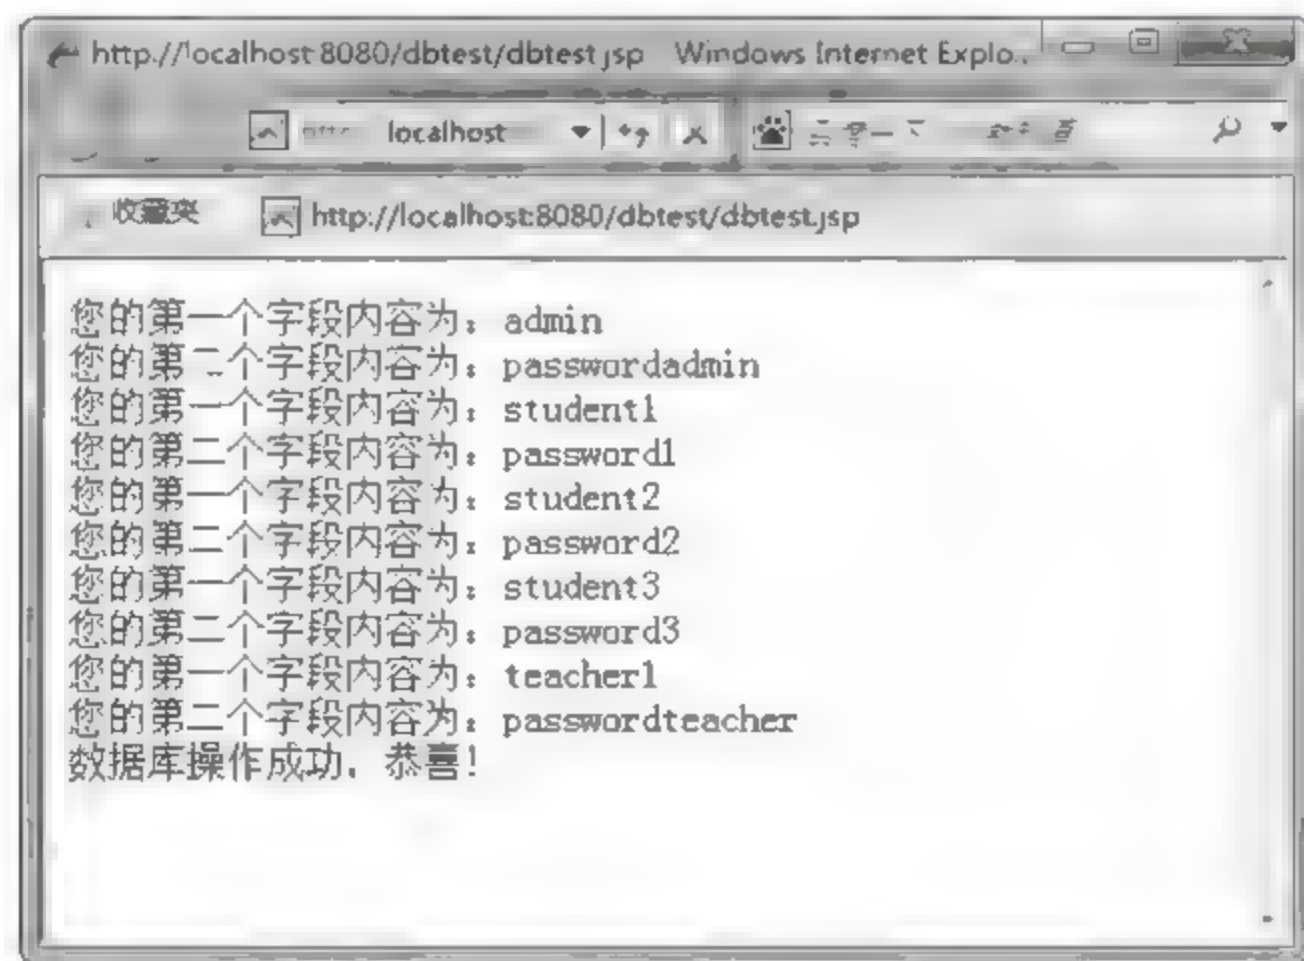 http://localhost:8080/dbtest/dbtest.jsp Windows Internet Explo...
localhost
收藏夹 http://localhost:8080/dbtest/dbtest.jsp
您的第一个字段内容为：admin
您的第二个字段内容为：passwordadmin
您的第一个字段内容为：student1
您的第二个字段内容为：password1
您的第一个字段内容为：student2
您的第二个字段内容为：password2
您的第一个字段内容为：student3
您的第二个字段内容为：password3
您的第一个字段内容为：teacher1
您的第二个字段内容为：passwordteacher
数据库操作成功，恭喜！